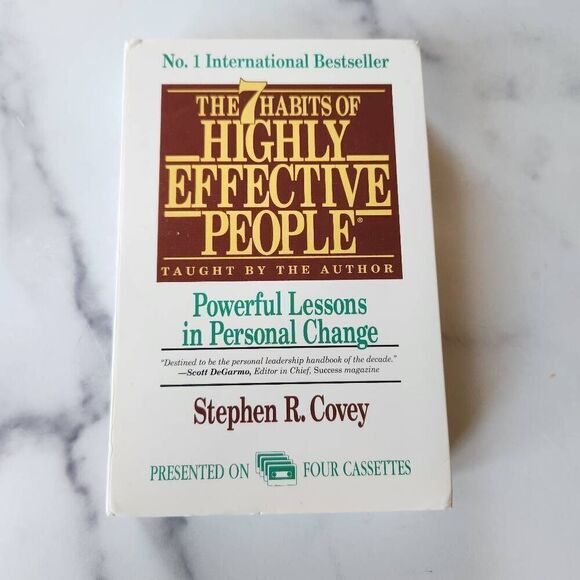 No. 1 International Bestseller
THE 7 HABITS OF
HIGHLY
EFFECTIVE
PEOPLE®
TAUGHT BY THE AUTHOR
Powerful Lessons
in Personal Change
"Destined to be the personal leadership handbook of the decade."
—Scott DeGarmo, Editor in Chief, Success magazine
Stephen R. Covey
PRESENTED ON FOUR CASSETTES